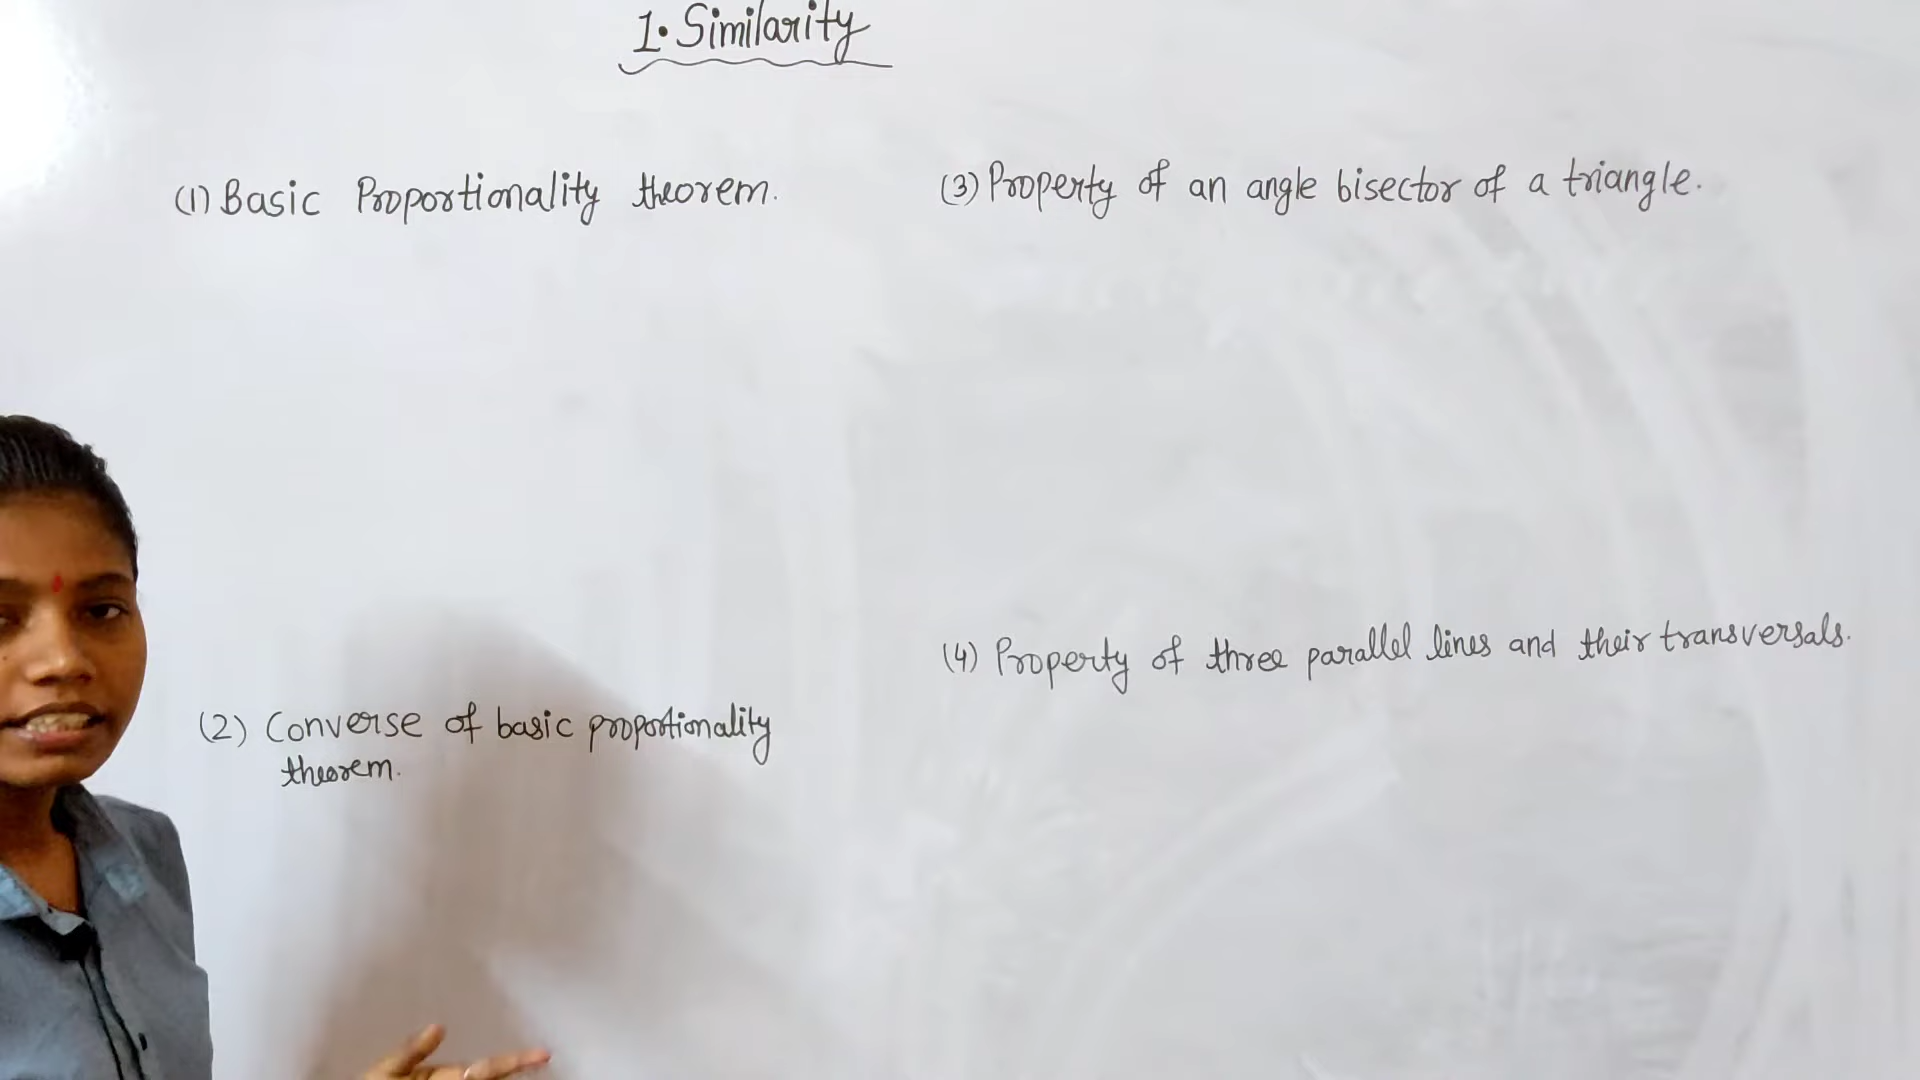 1. Similarity
(1) Basic Proportionality theorem.
(2) Converse of basic proportionality
theorem.
(3) Property of an angle bisector of a triangle.
(4) Property of three parallel lines and their transversals.